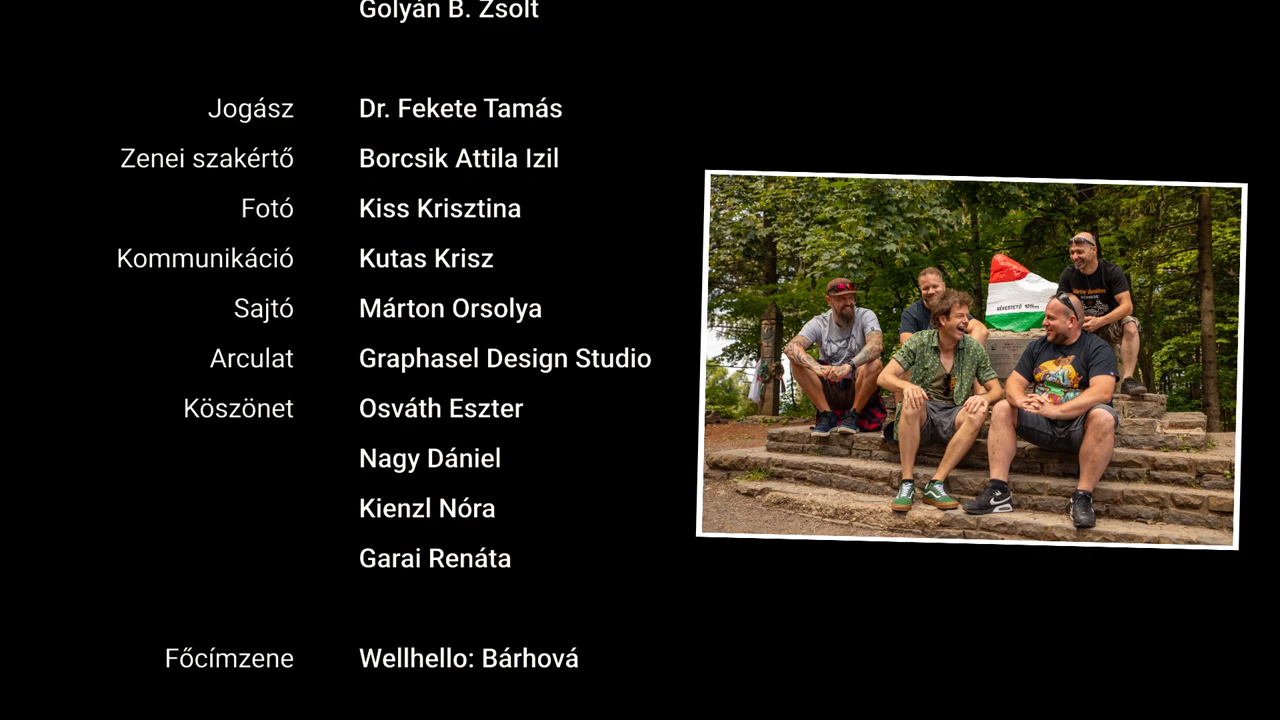 Golyán B. Zsolt
Jogász Dr. Fekete Tamás
Zenei szakértő Borcsik Attila Izil
Fotó Kiss Krisztina
Kommunikáció Kutas Krisz
Sajtó Márton Orsolya
Arculat Graphasel Design Studio
Köszönet Osváth Eszter
Nagy Dániel
Kienzl Nóra
Garai Renáta
Főcímzene Wellhello: Bárhová
KÉKESTETŐ